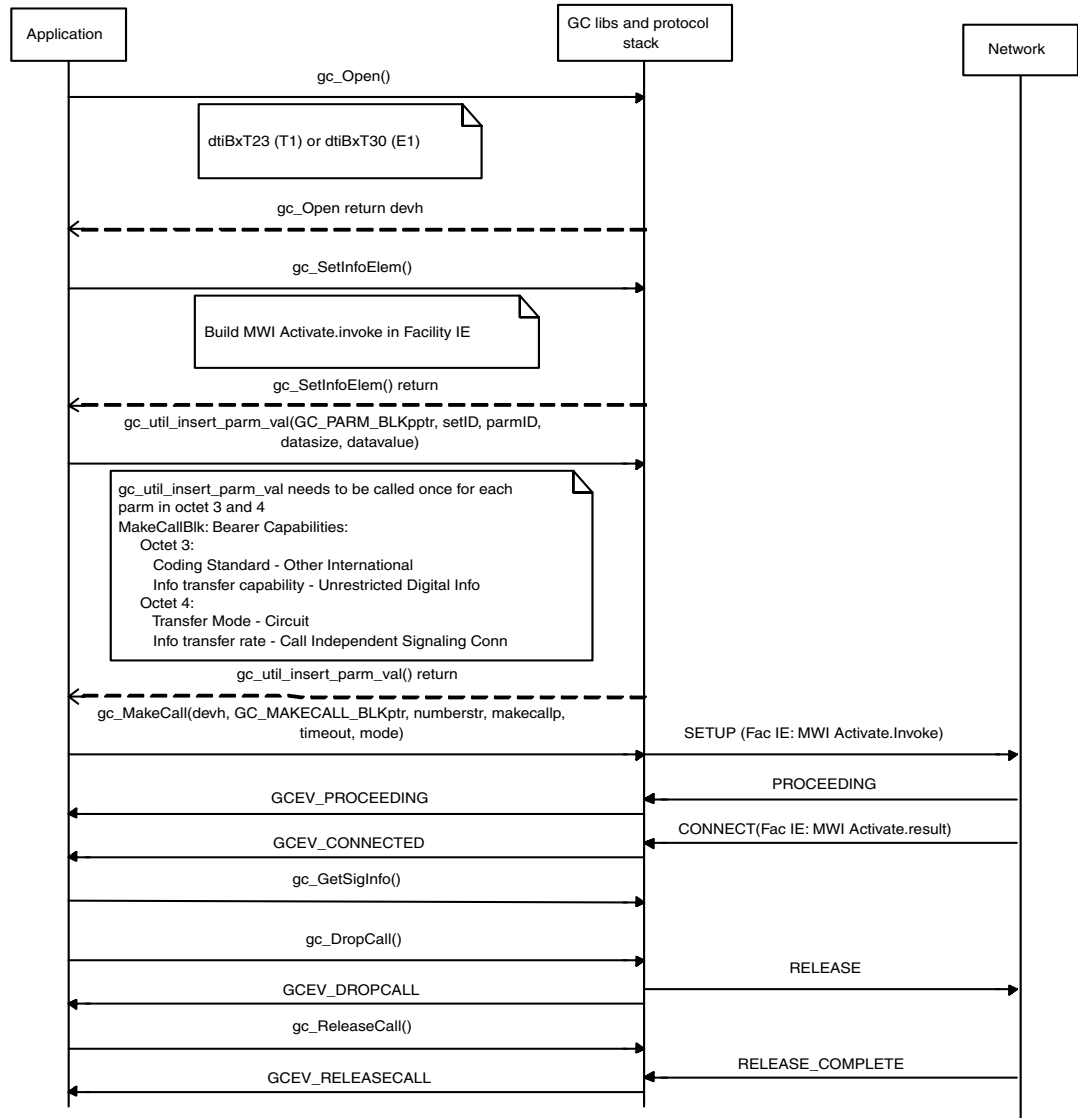 Application
GC libs and protocol
stack
Network
gc_Open()
dtiBxT23 (T1) or dtiBxT30 (E1)
gc_Open return devh
gc_SetInfoElem()
Build MWI Activate.invoke in Facility IE
gc_SetInfoElem() return
gc_util_insert_parm_val(GC_PARM_BLKpptr, setID, parmID,
datasize, datavalue)
gc_util_insert_parm_val needs to be called once for each
parm in octet 3 and 4
MakeCallBlk: Bearer Capabilities:
Octet 3:
Coding Standard - Other International
Info transfer capability - Unrestricted Digital Info
Octet 4:
Transfer Mode - Circuit
Info transfer rate - Call Independent Signaling Conn
gc_util_insert_parm_val() return
gc_MakeCall(devh, GC_MAKECALL_BLKptr, numberstr, makecallp,
timeout, mode)
SETUP (Fac IE: MWI Activate.Invoke)
PROCEEDING
GCEV_PROCEEDING
CONNECT(Fac IE: MWI Activate.result)
GCEV_CONNECTED
gc_GetSigInfo()
gc_DropCall()
RELEASE
GCEV_DROPCALL
gc_ReleaseCall()
RELEASE_COMPLETE
GCEV_RELEASECALL